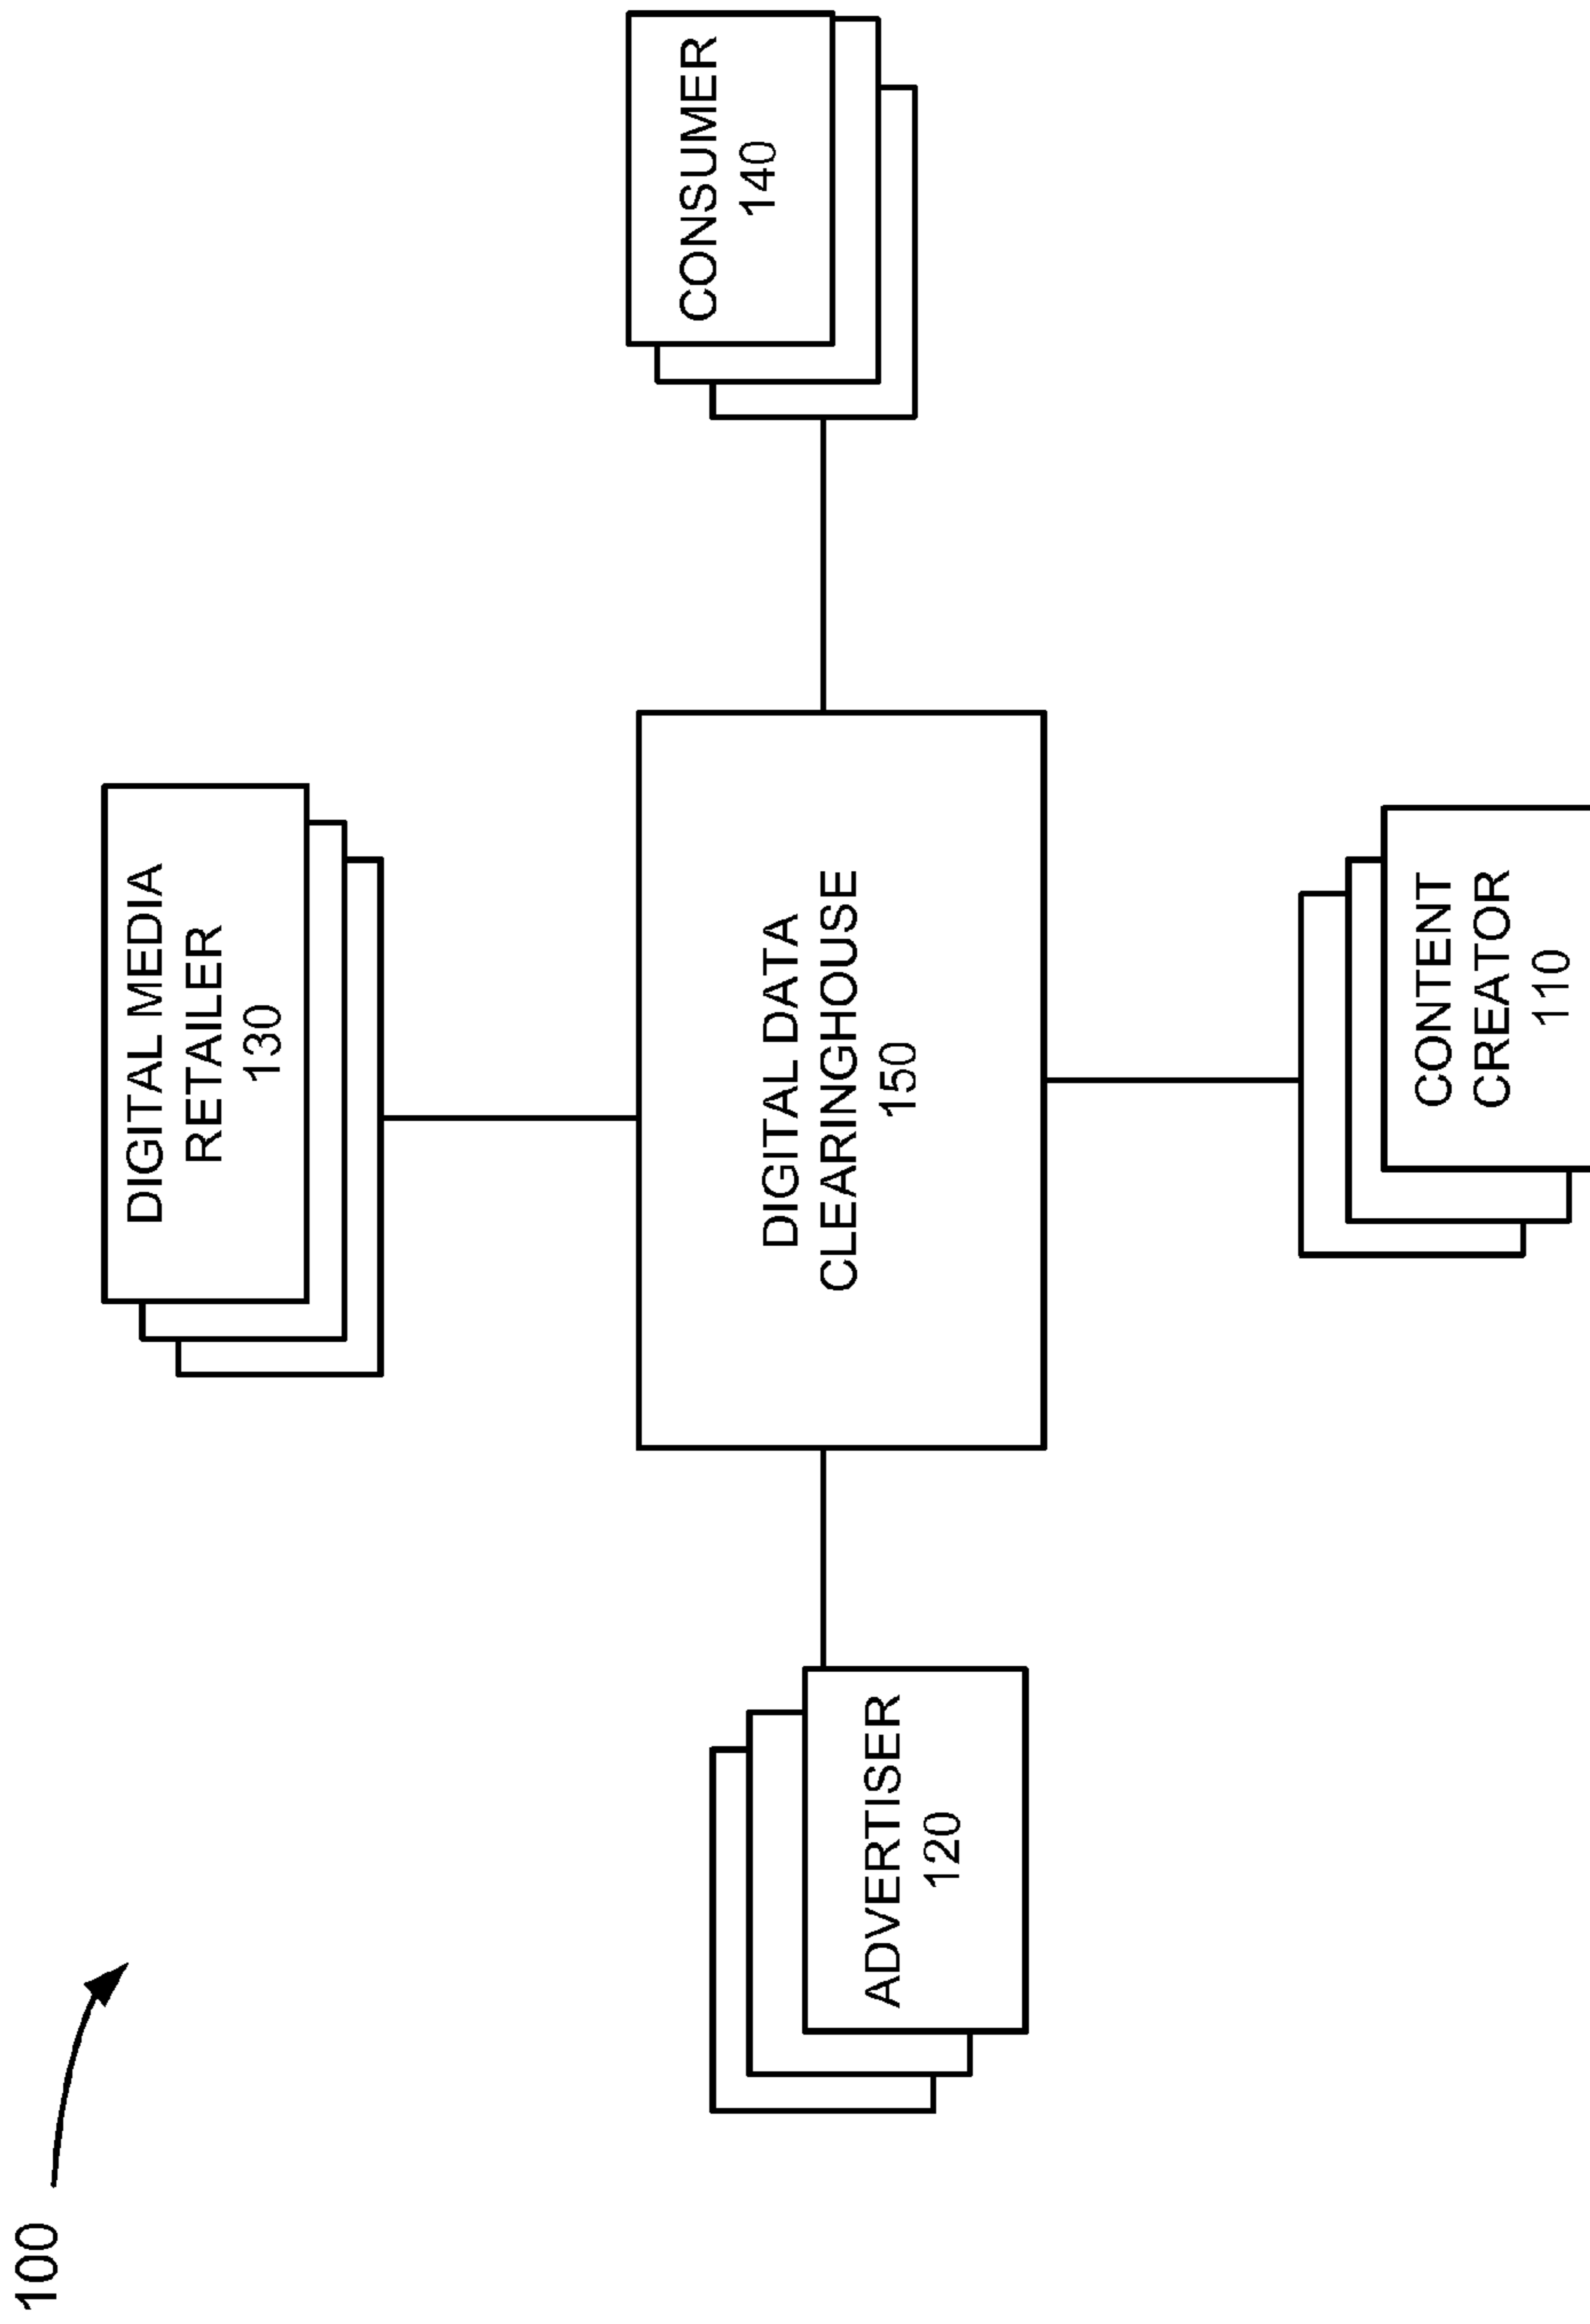 100
DIGITAL MEDIA
RETAILER
130
ADVERTISER
120
DIGITAL DATA
CLEARINGHOUSE
150
CONSUMER
140
CONTENT
CREATOR
110